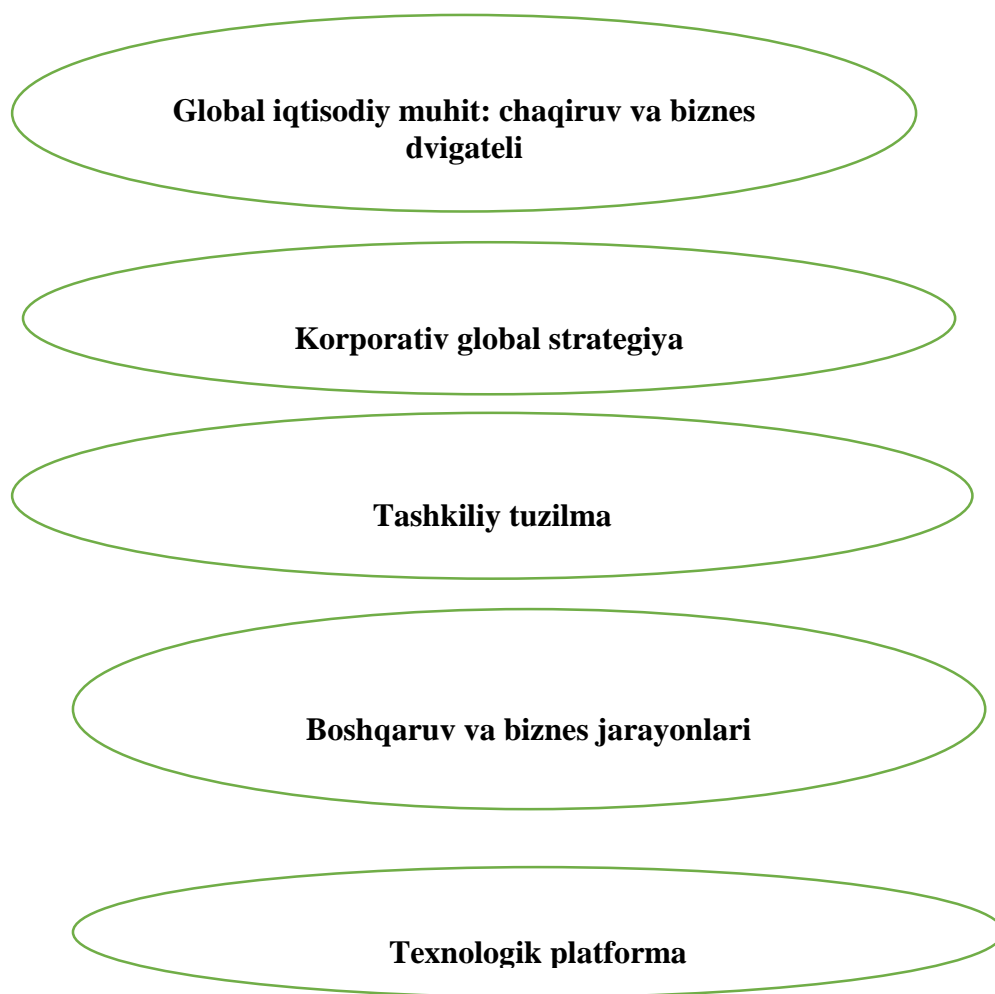 Global iqtisodiy muhit: chaqiruv va biznes
dvigateli
Korporativ global strategiya
Tashkiliy tuzilma
Boshqaruv va biznes jarayonlari
Texnologik platforma